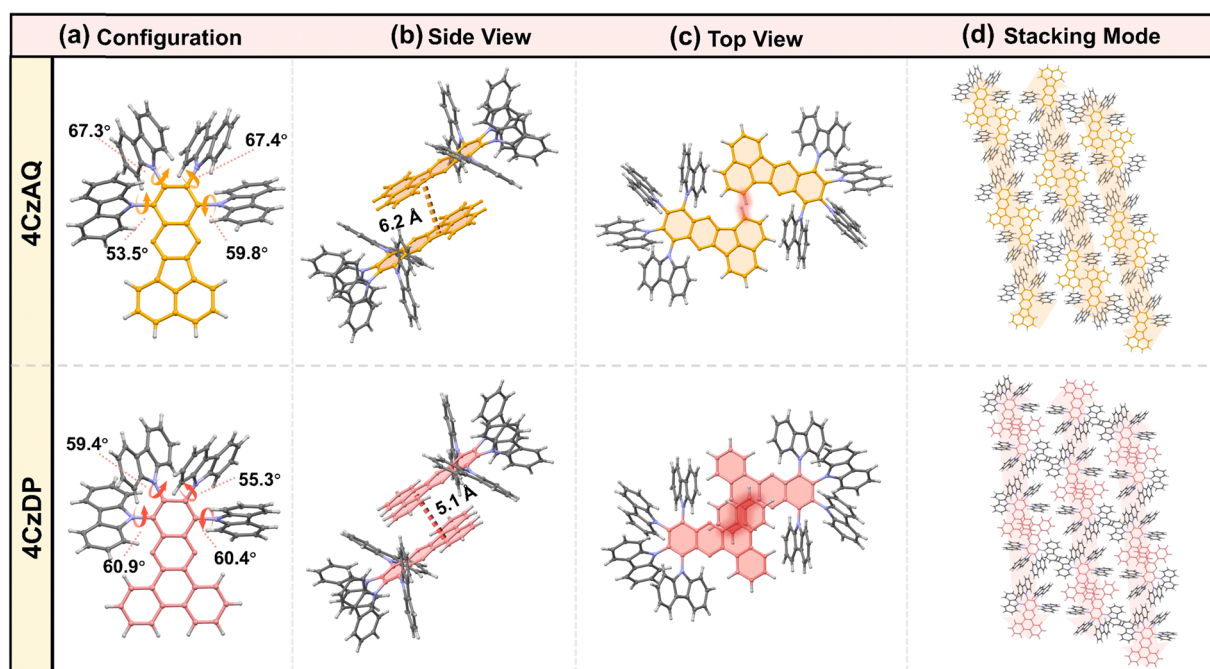 (a) Configuration
(b) Side View
(c) Top View
(d) Stacking Mode
4CzAQ
67.3°
67.4°
53.5°
59.8°
6.2 Å
4CzDP
59.4°
55.3°
60.9°
60.4°
5.1 Å